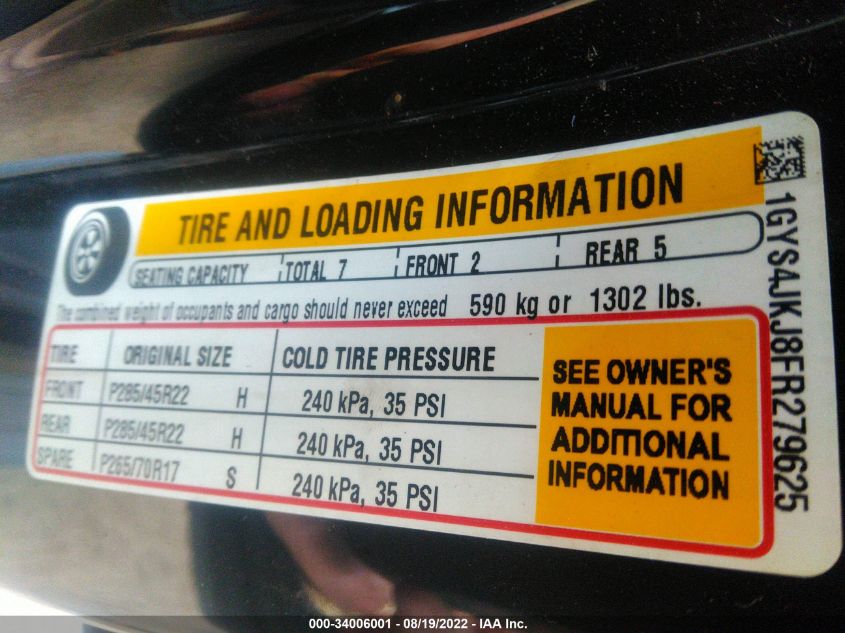 TIRE AND LOADING INFORMATION
SEATING CAPACITY TOTAL 7 FRONT 2 REAR 5
The combined weight of occupants and cargo should never exceed 590 kg or 1302 lbs.
TIRE ORIGINAL SIZE COLD TIRE PRESSURE
FRONT P285/45R22 H 240 kPa, 35 PSI
REAR P285/45R22 H 240 kPa, 35 PSI
SPARE P265/70R17 S 240 kPa, 35 PSI
SEE OWNER'S
MANUAL FOR
ADDITIONAL
INFORMATION
1GYS4JKJ8FR279625
000-34006001 - 08/19/2022 - IAA Inc.